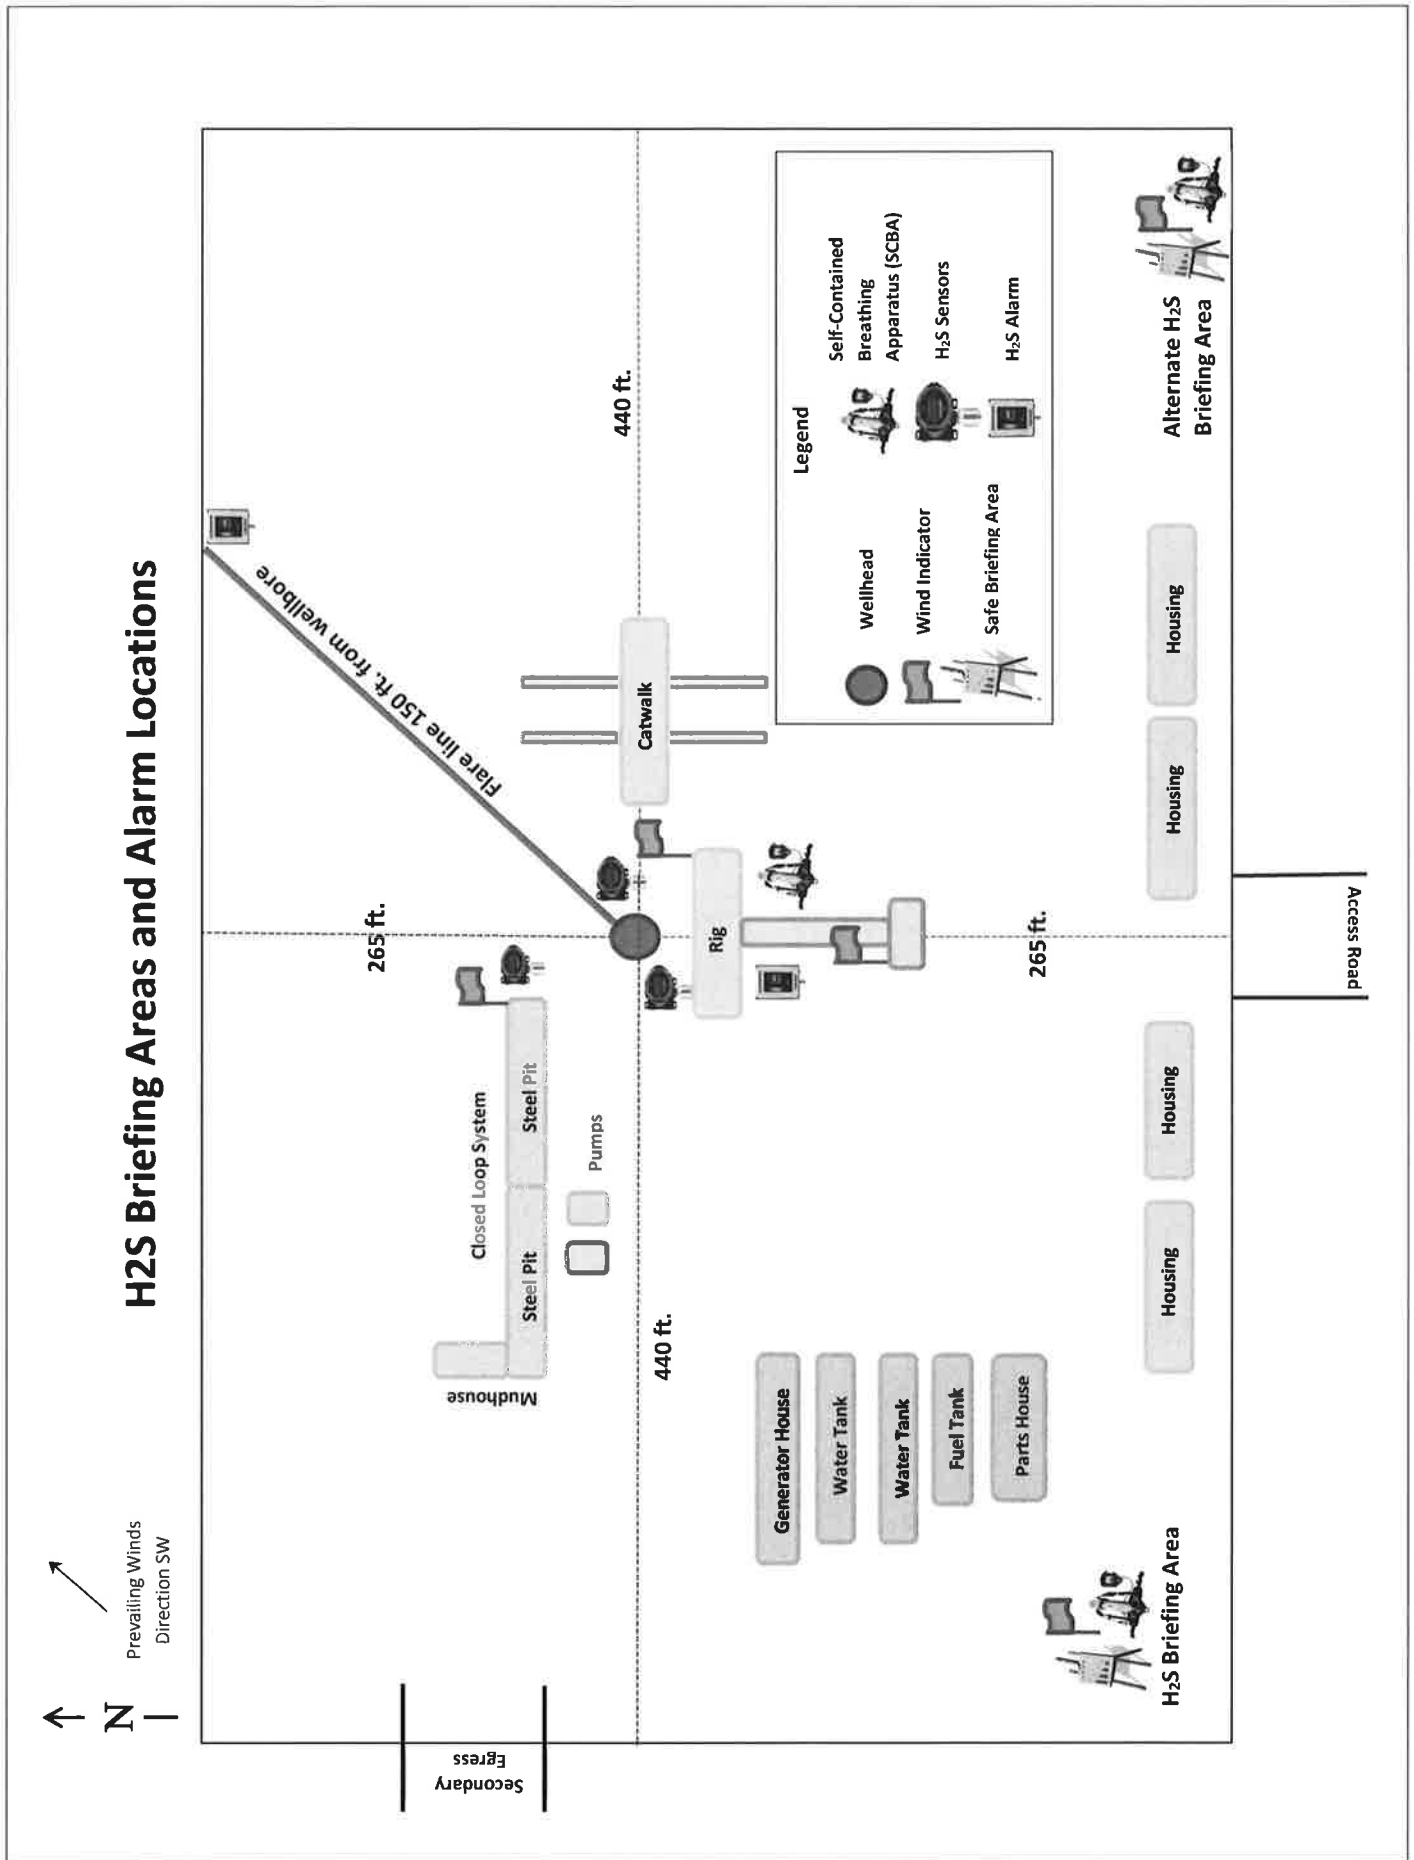 H2S Briefing Areas and Alarm Locations
N
Prevailing Winds
Direction SW
Secondary
Egress
265 ft.
Flare line 150 ft. from wellbore
Closed Loop System
Mudhouse
Steel Pit
Steel Pit
Pumps
440 ft.
440 ft.
Catwalk
Rig
Generator House
Water Tank
Water Tank
Fuel Tank
Parts House
265 ft.
Legend
Wellhead
Wind Indicator
Safe Briefing Area
Self-Contained
Breathing
Apparatus (SCBA)
H₂S Sensors
H₂S Alarm
H₂S Briefing Area
Housing
Housing
Housing
Housing
Alternate H₂S
Briefing Area
Access Road